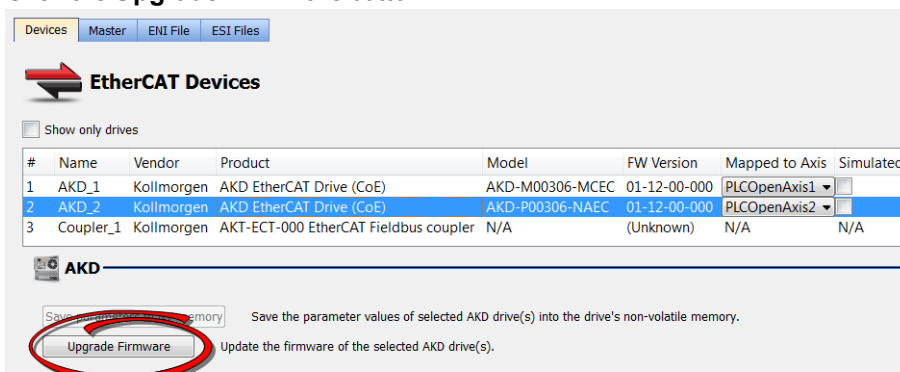 Devices Master ENI File ESI Files
EtherCAT Devices
Show only drives
# Name Vendor Product Model FW Version Mapped to Axis Simulated
1 AKD_1 Kollmorgen AKD EtherCAT Drive (CoE) AKD-M00306-MCEC 01-12-00-000 PLCOpenAxis1
2 AKD_2 Kollmorgen AKD EtherCAT Drive (CoE) AKD-P00306-NAEC 01-12-00-000 PLCOpenAxis2
3 Coupler_1 Kollmorgen AKT-ECT-000 EtherCAT Fieldbus coupler N/A (Unknown) N/A N/A
AKD
Save Save the parameter values of selected AKD drive(s) into the drive's non-volatile memory.
Upgrade Firmware Update the firmware of the selected AKD drive(s).